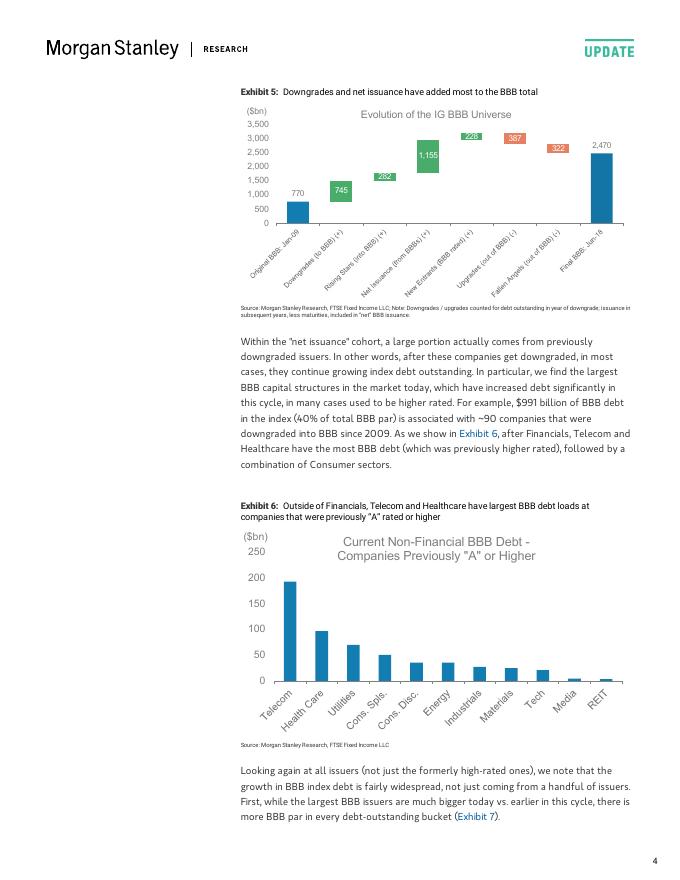 Morgan Stanley | RESEARCH
UPDATE
Exhibit 5: Downgrades and net issuance have added most to the BBB total
($bn)
Evolution of the IG BBB Universe
3,500
3,000
2,500
2,000
1,500
1,000
500
0
770
745
282
1,155
228
387
322
2,470
Original BBB: Jan-09
Downgrades (to BBB) (+)
Rising Stars (into BBB) (+)
Net Issuance (from BBBs) (+)
New Entrants (BBB rated) (+)
Upgrades (out of BBB) (-)
Fallen Angels (out of BBB) (-)
Final BBB: Jun-18
Source: Morgan Stanley Research, FTSE Fixed Income LLC; Note: Downgrades / upgrades counted for debt outstanding in year of downgrade; issuance in
subsequent years, less maturities, included in "net" BBB issuance.
Within the "net issuance" cohort, a large portion actually comes from previously
downgraded issuers. In other words, after these companies get downgraded, in most
cases, they continue growing index debt outstanding. In particular, we find the largest
BBB capital structures in the market today, which have increased debt significantly in
this cycle, in many cases used to be higher rated. For example, $991 billion of BBB debt
in the index (40% of total BBB par) is associated with ~90 companies that were
downgraded into BBB since 2009. As we show in Exhibit 6, after Financials, Telecom and
Healthcare have the most BBB debt (which was previously higher rated), followed by a
combination of Consumer sectors.
Exhibit 6: Outside of Financials, Telecom and Healthcare have largest BBB debt loads at
companies that were previously "A" rated or higher
($bn)
Current Non-Financial BBB Debt -
Companies Previously "A" or Higher
250
200
150
100
50
0
Telecom
Health Care
Utilities
Cons. Spls.
Cons. Disc.
Energy
Industrials
Materials
Tech
Media
REIT
Source: Morgan Stanley Research, FTSE Fixed Income LLC
Looking again at all issuers (not just the formerly high-rated ones), we note that the
growth in BBB index debt is fairly widespread, not just coming from a handful of issuers.
First, while the largest BBB issuers are much bigger today vs. earlier in this cycle, there is
more BBB par in every debt-outstanding bucket (Exhibit 7).
4